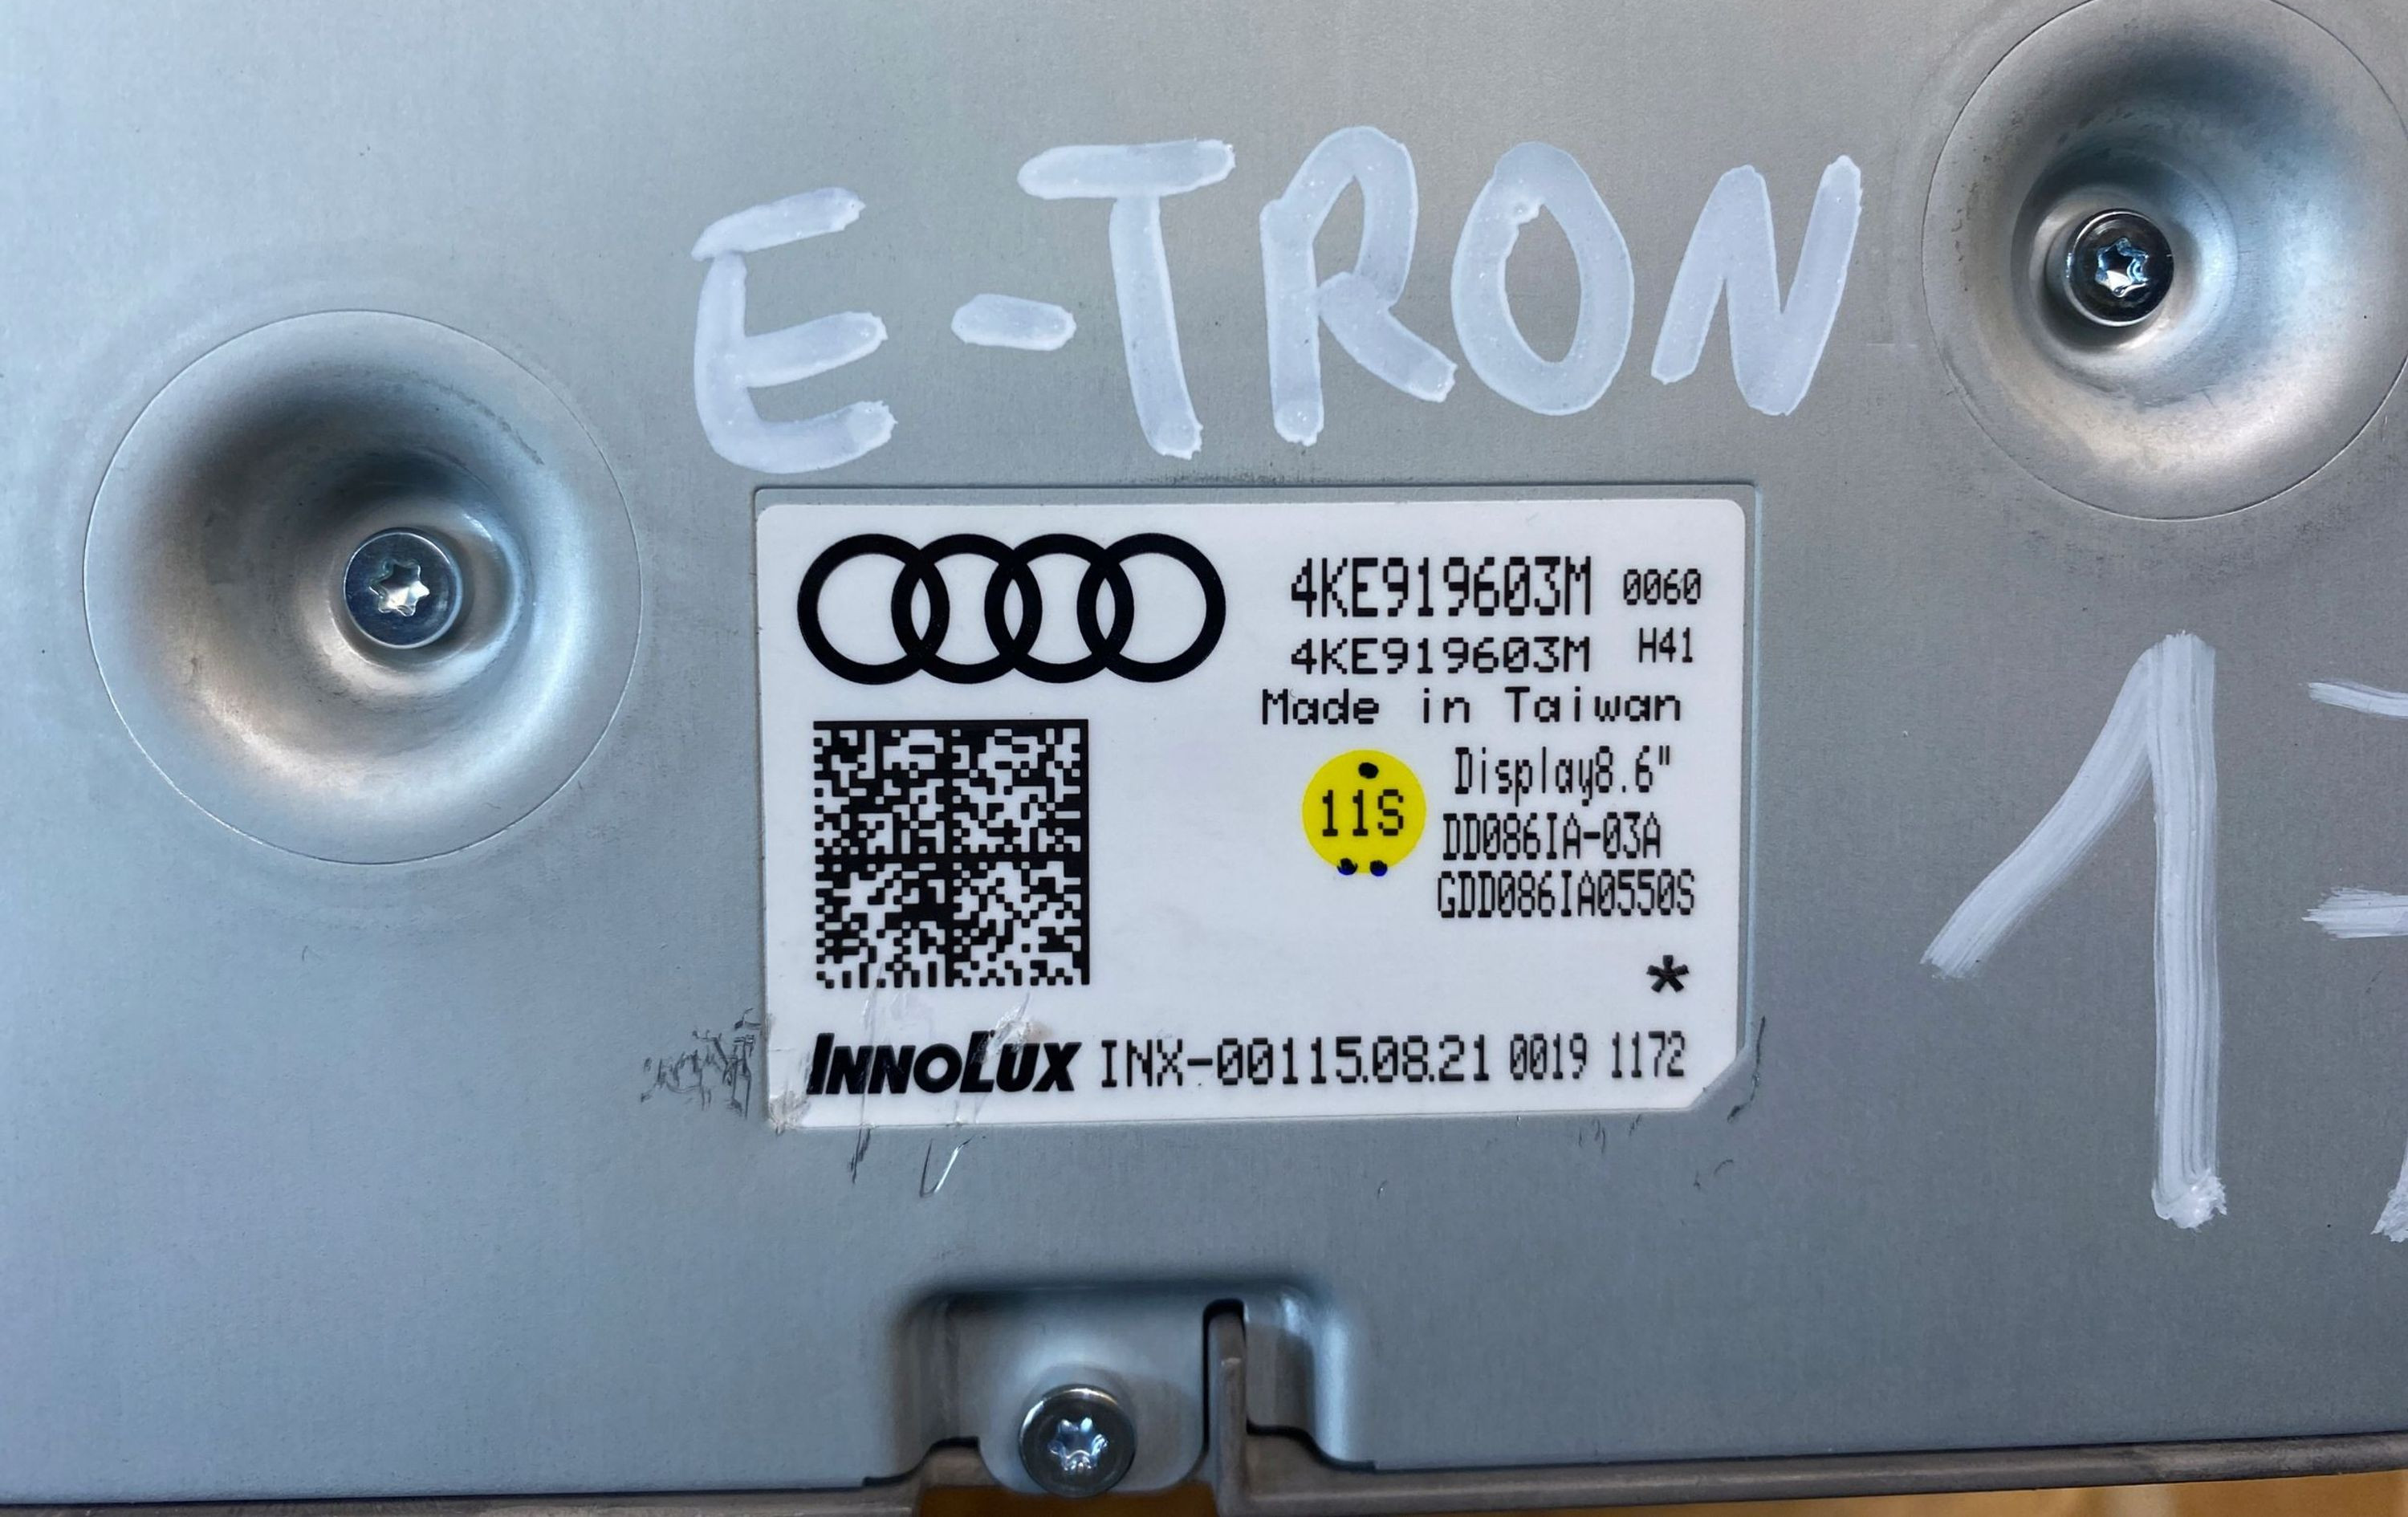 E-TRON
4KE919603M 0060
4KE919603M H41
Made in Taiwan
Display8.6"
11S
DD086IA-03A
GDD086IA0550S
*
INNOLUX INX-00115.08.21 0019 1172
1